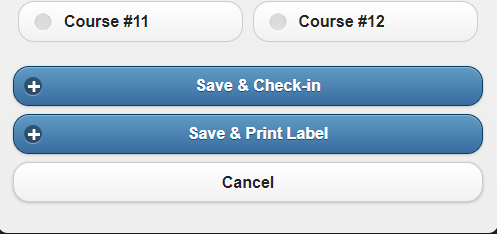 Course #11 Course #12
Save & Check-in
Save & Print Label
Cancel